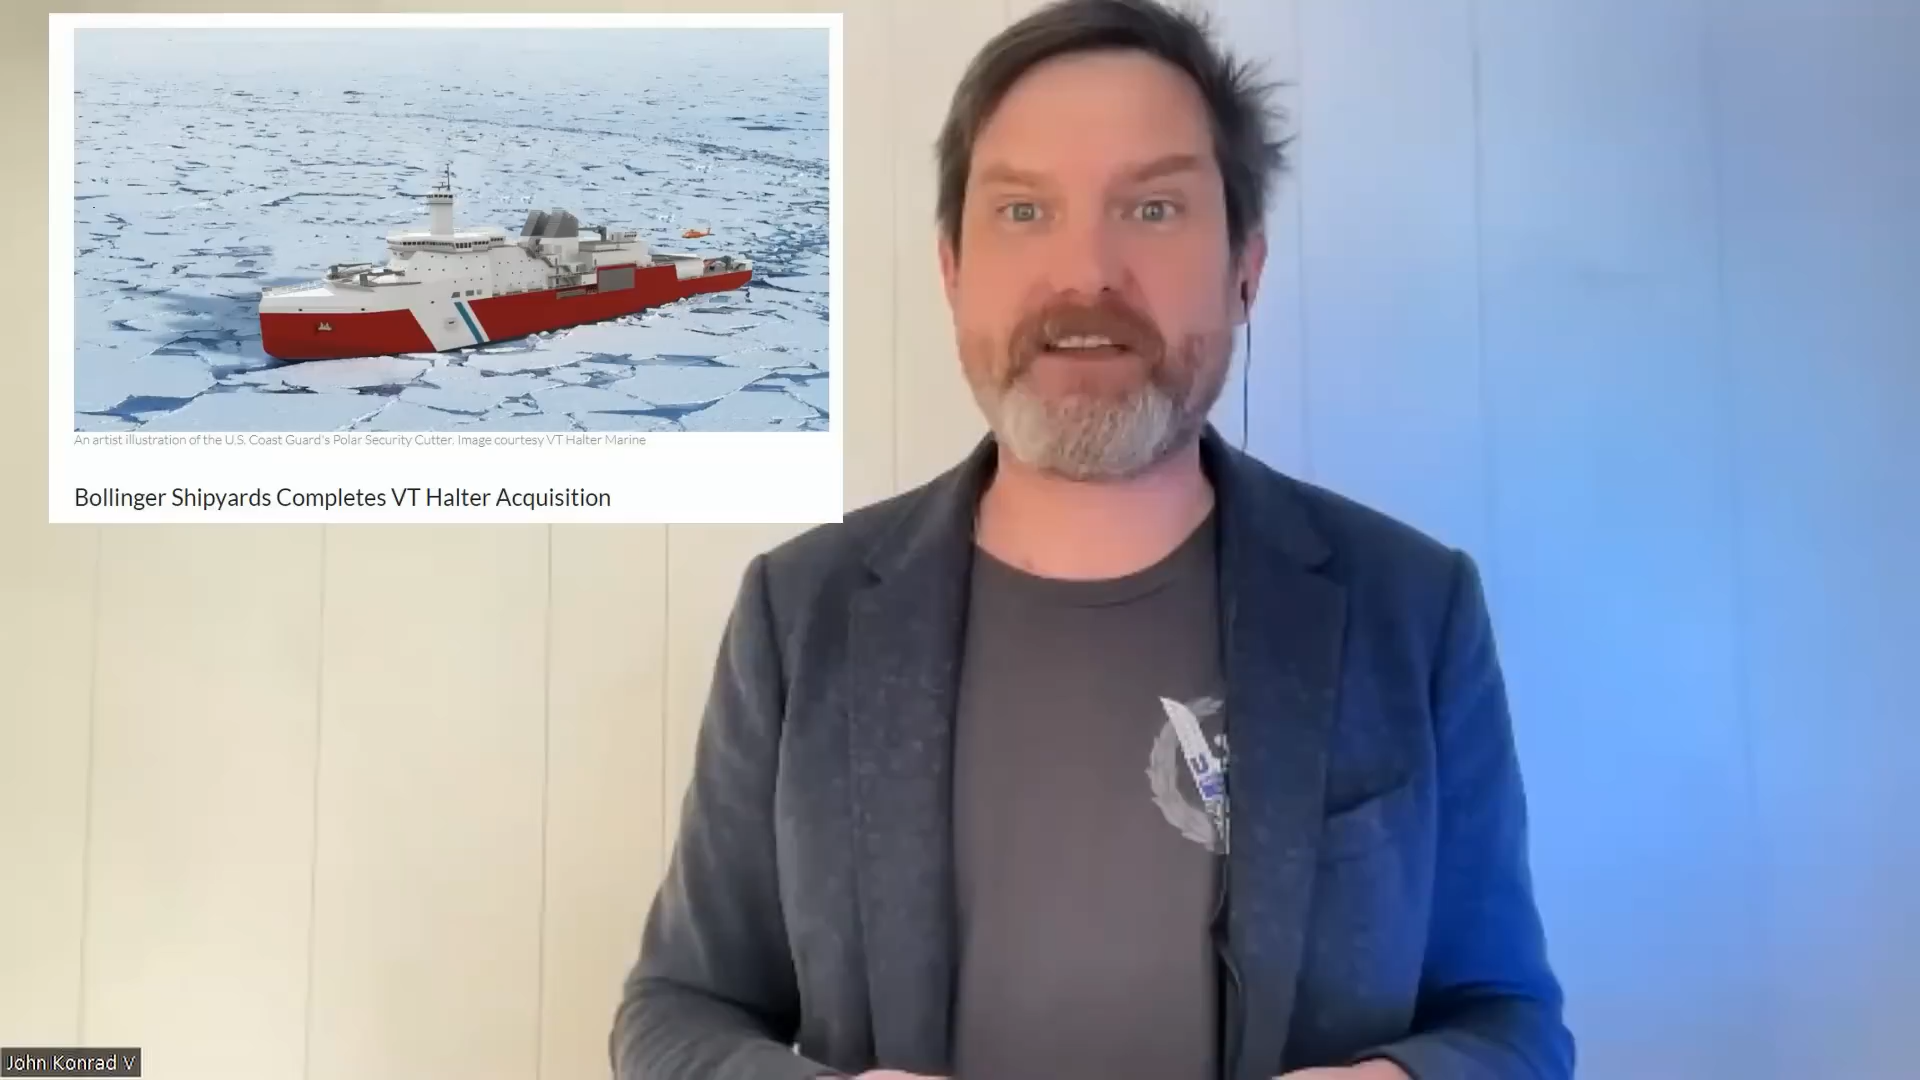 An artist illustration of the U.S. Coast Guard's Polar Security Cutter. Image courtesy VT Halter Marine
Bollinger Shipyards Completes VT Halter Acquisition
John Konrad V